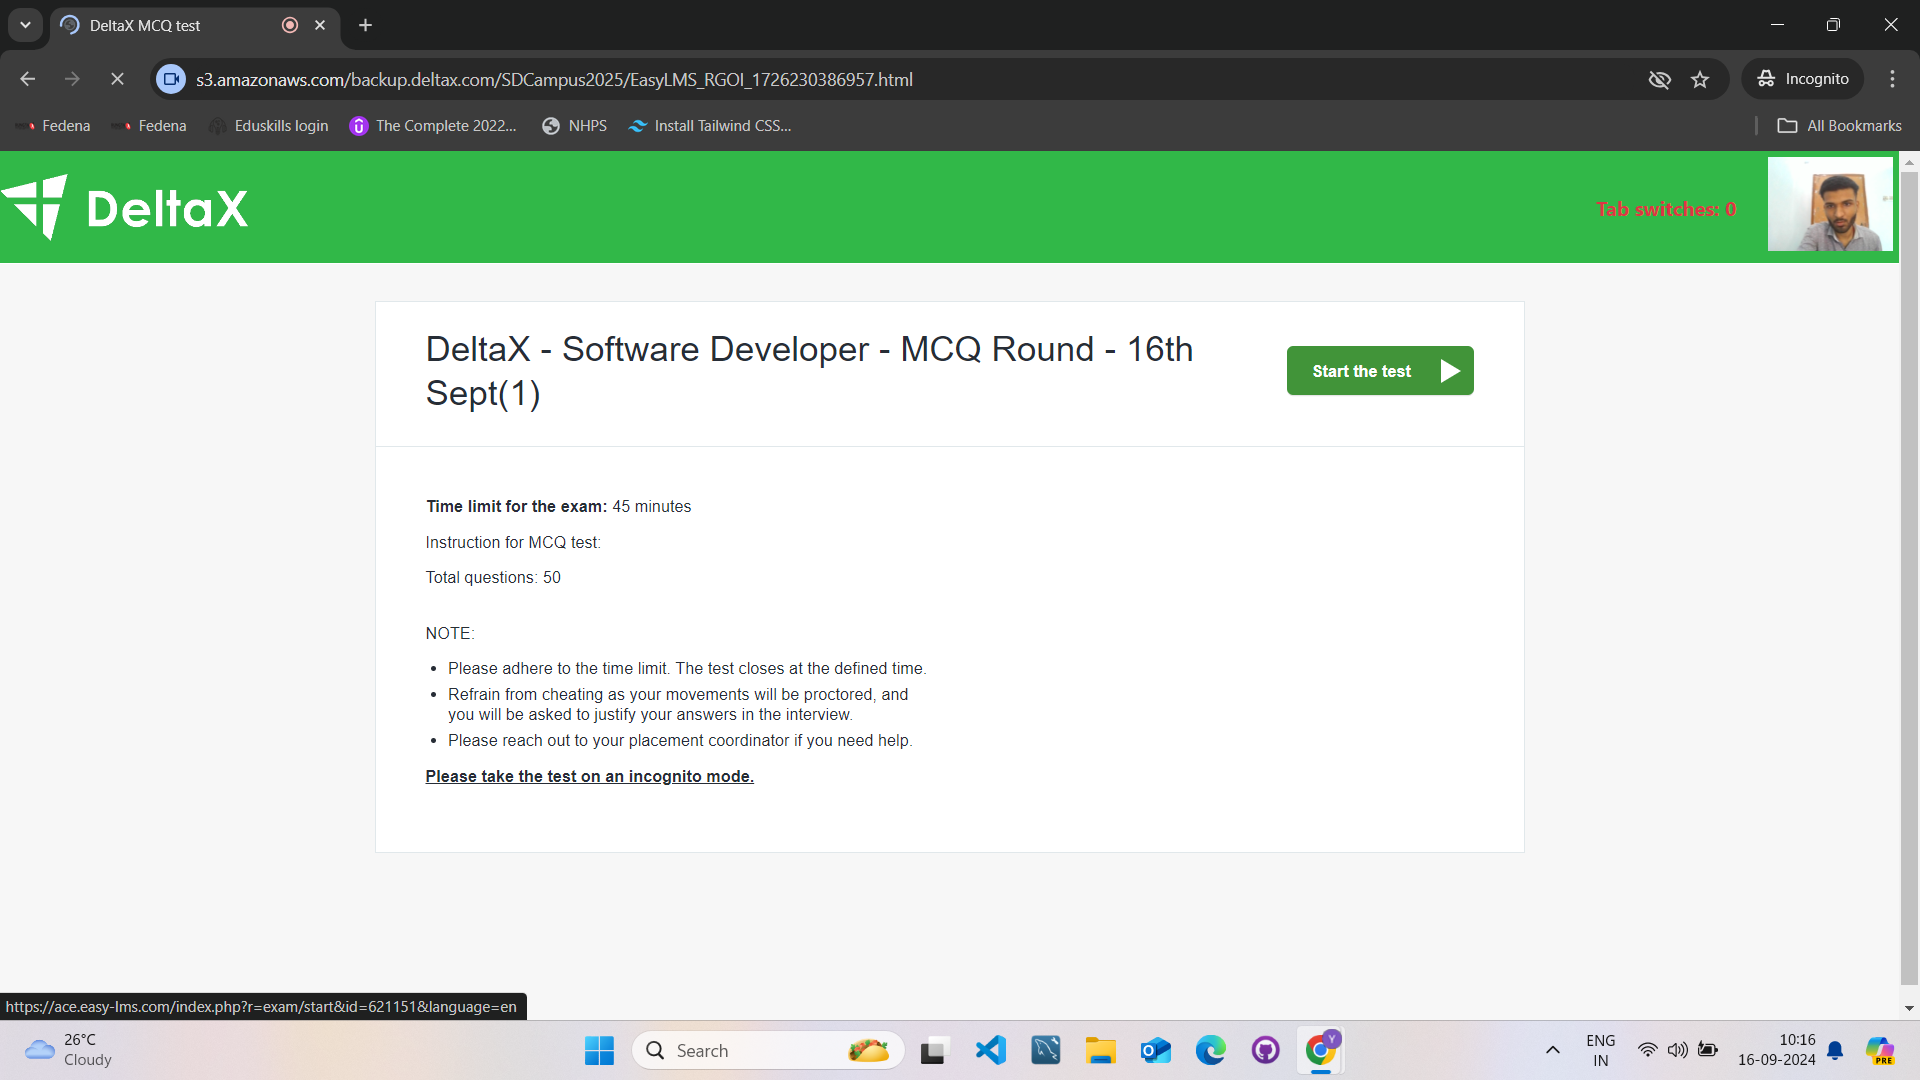 DeltaX MCQ test
s3.amazonaws.com/backup.deltax.com/SDCampus2025/EasyLMS_RGOI_1726230386957.html
Incognito
Fedena
Fedena
Eduskills login
The Complete 2022...
NHPS
Install Tailwind CSS...
All Bookmarks
DeltaX
Tab switches: 0
DeltaX - Software Developer - MCQ Round - 16th
Sept(1)
Start the test
Time limit for the exam: 45 minutes
Instruction for MCQ test:
Total questions: 50
NOTE:
• Please adhere to the time limit. The test closes at the defined time.
• Refrain from cheating as your movements will be proctored, and
you will be asked to justify your answers in the interview.
• Please reach out to your placement coordinator if you need help.
Please take the test on an incognito mode.
https://ace.easy-lms.com/index.php?r=exam/start&id=621151&language=en
26°C
Cloudy
Search
Y
ENG
IN
10:16
16-09-2024
PRE